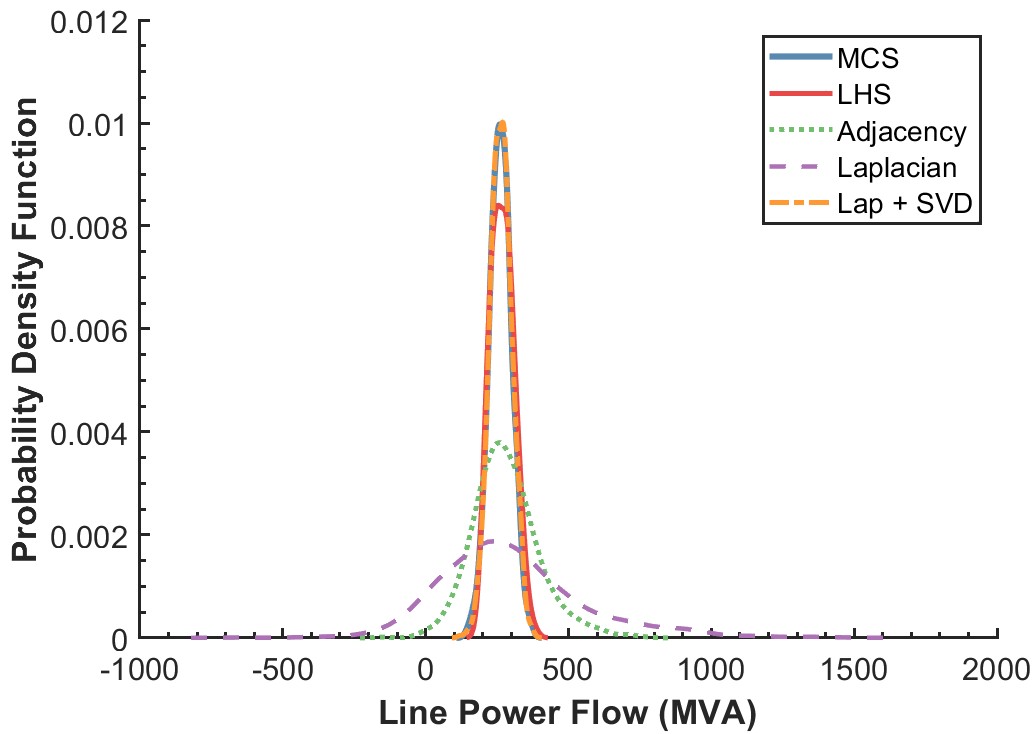 0.012
0.01
0.008
0.006
0.004
0.002
0
Probability Density Function
MCS
LHS
Adjacency
Laplacian
Lap + SVD
-1000 -500 0 500 1000 1500 2000
Line Power Flow (MVA)